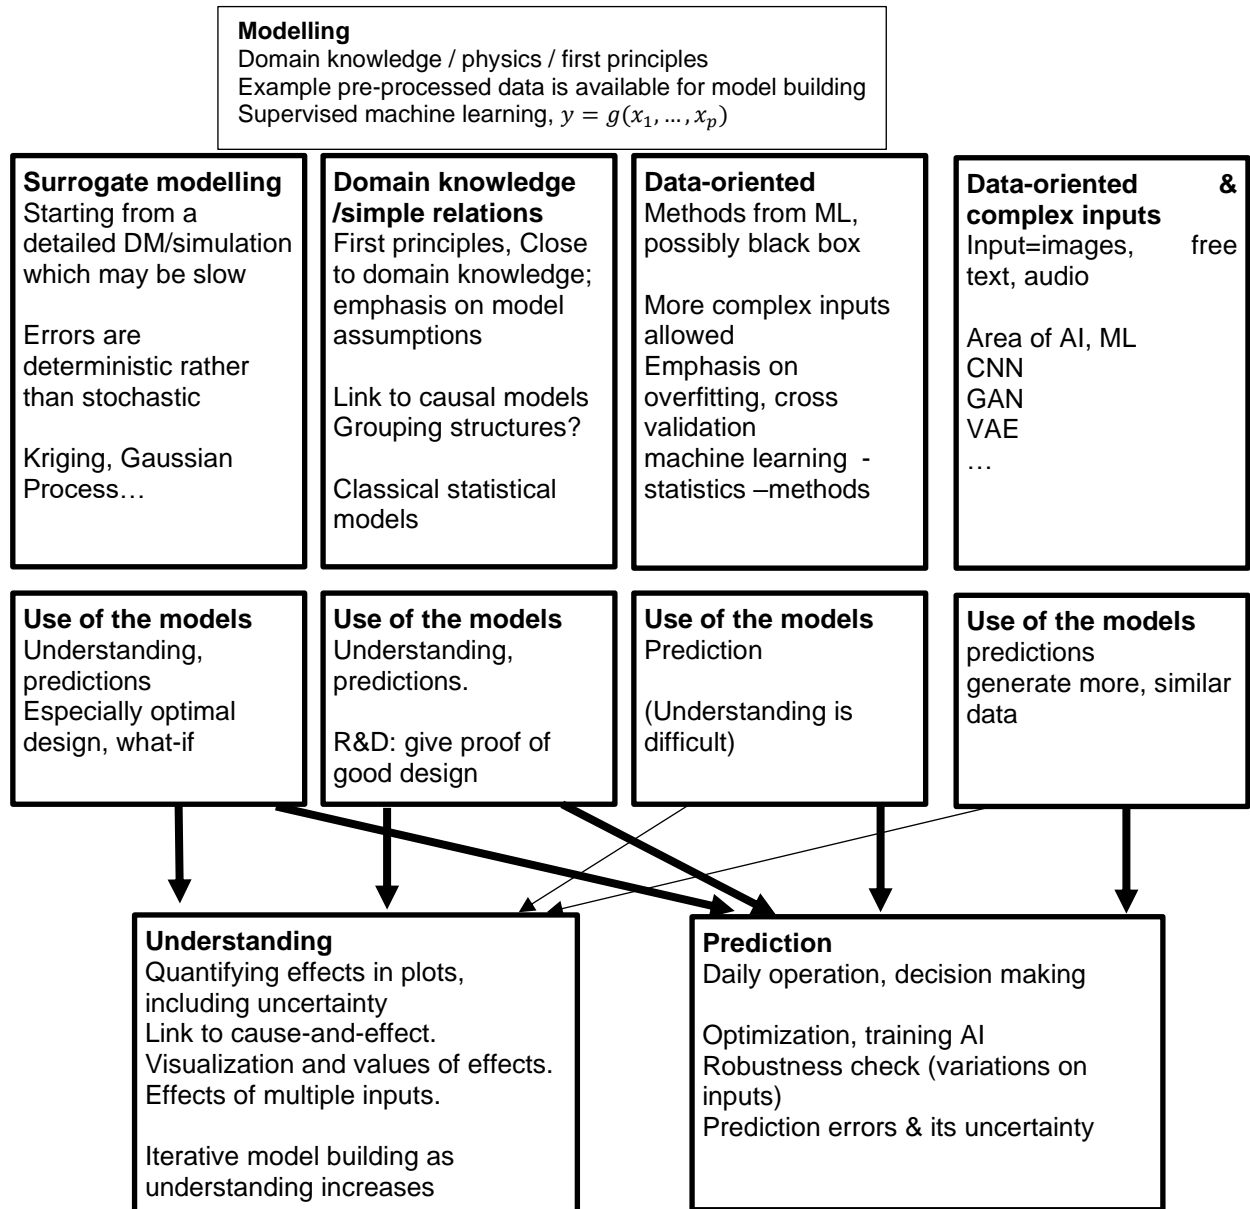 Modelling
Domain knowledge / physics / first principles
Example pre-processed data is available for model building
Supervised machine learning, 𝑦 = 𝑔(𝑥₁, … , 𝑥ₚ)
Surrogate modelling
Starting from a
detailed DM/simulation
which may be slow
Errors are
deterministic rather
than stochastic
Kriging, Gaussian
Process…
Domain knowledge
/simple relations
First principles, Close
to domain knowledge;
emphasis on model
assumptions
Link to causal models
Grouping structures?
Classical statistical
models
Data-oriented
Methods from ML,
possibly black box
More complex inputs
allowed
Emphasis on
overfitting, cross
validation
machine learning -
statistics –methods
Data-oriented &
complex inputs
Input=images, free
text, audio
Area of AI, ML
CNN
GAN
VAE
…
Use of the models
Understanding,
predictions
Especially optimal
design, what-if
Use of the models
Understanding,
predictions.
R&D: give proof of
good design
Use of the models
Prediction
(Understanding is
difficult)
Use of the models
predictions
generate more, similar
data
Understanding
Quantifying effects in plots,
including uncertainty
Link to cause-and-effect.
Visualization and values of effects.
Effects of multiple inputs.
Iterative model building as
understanding increases
Prediction
Daily operation, decision making
Optimization, training AI
Robustness check (variations on
inputs)
Prediction errors & its uncertainty